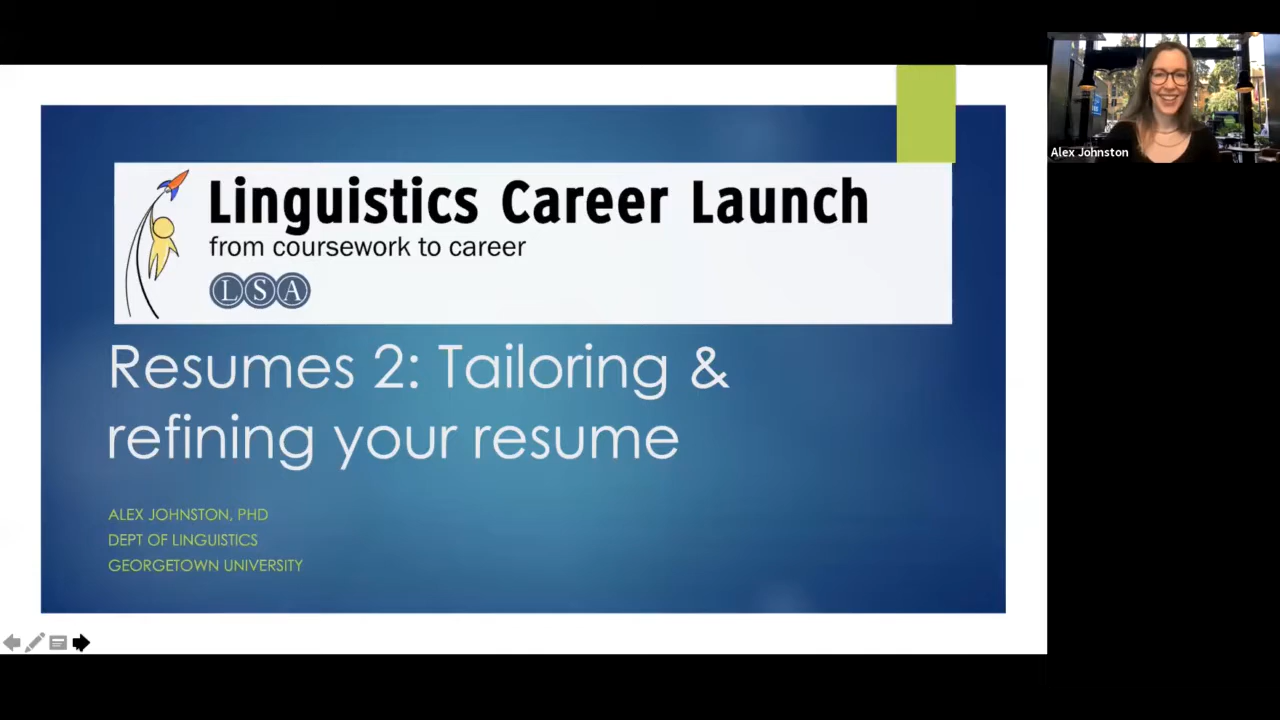 Linguistics Career Launch
from coursework to career
LSA
Resumes 2: Tailoring &
refining your resume
ALEX JOHNSTON, PHD
DEPT OF LINGUISTICS
GEORGETOWN UNIVERSITY
Alex Johnston